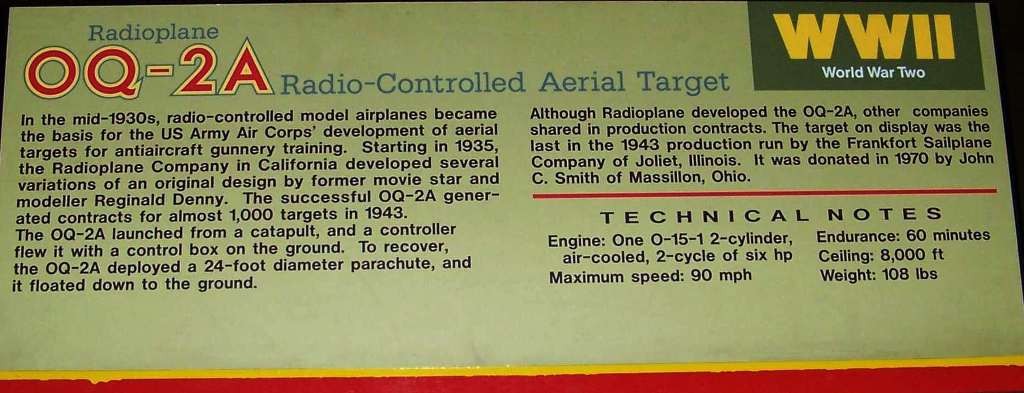 Radioplane
OQ-2A Radio-Controlled Aerial Target
WWII
World War Two
In the mid-1930s, radio-controlled model airplanes became
the basis for the US Army Air Corps' development of aerial
targets for antiaircraft gunnery training. Starting in 1935,
the Radioplane Company in California developed several
variations of an original design by former movie star and
modeller Reginald Denny. The successful OQ-2A gener-
ated contracts for almost 1,000 targets in 1943.
The OQ-2A launched from a catapult, and a controller
flew it with a control box on the ground. To recover,
the OQ-2A deployed a 24-foot diameter parachute, and
it floated down to the ground.
Although Radioplane developed the OQ-2A, other companies
shared in production contracts. The target on display was the
last in the 1943 production run by the Frankfort Sailplane
Company of Joliet, Illinois. It was donated in 1970 by John
C. Smith of Massillon, Ohio.
TECHNICAL NOTES
Engine: One O-15-1 2-cylinder,
air-cooled, 2-cycle of six hp
Maximum speed: 90 mph
Endurance: 60 minutes
Ceiling: 8,000 ft
Weight: 108 lbs